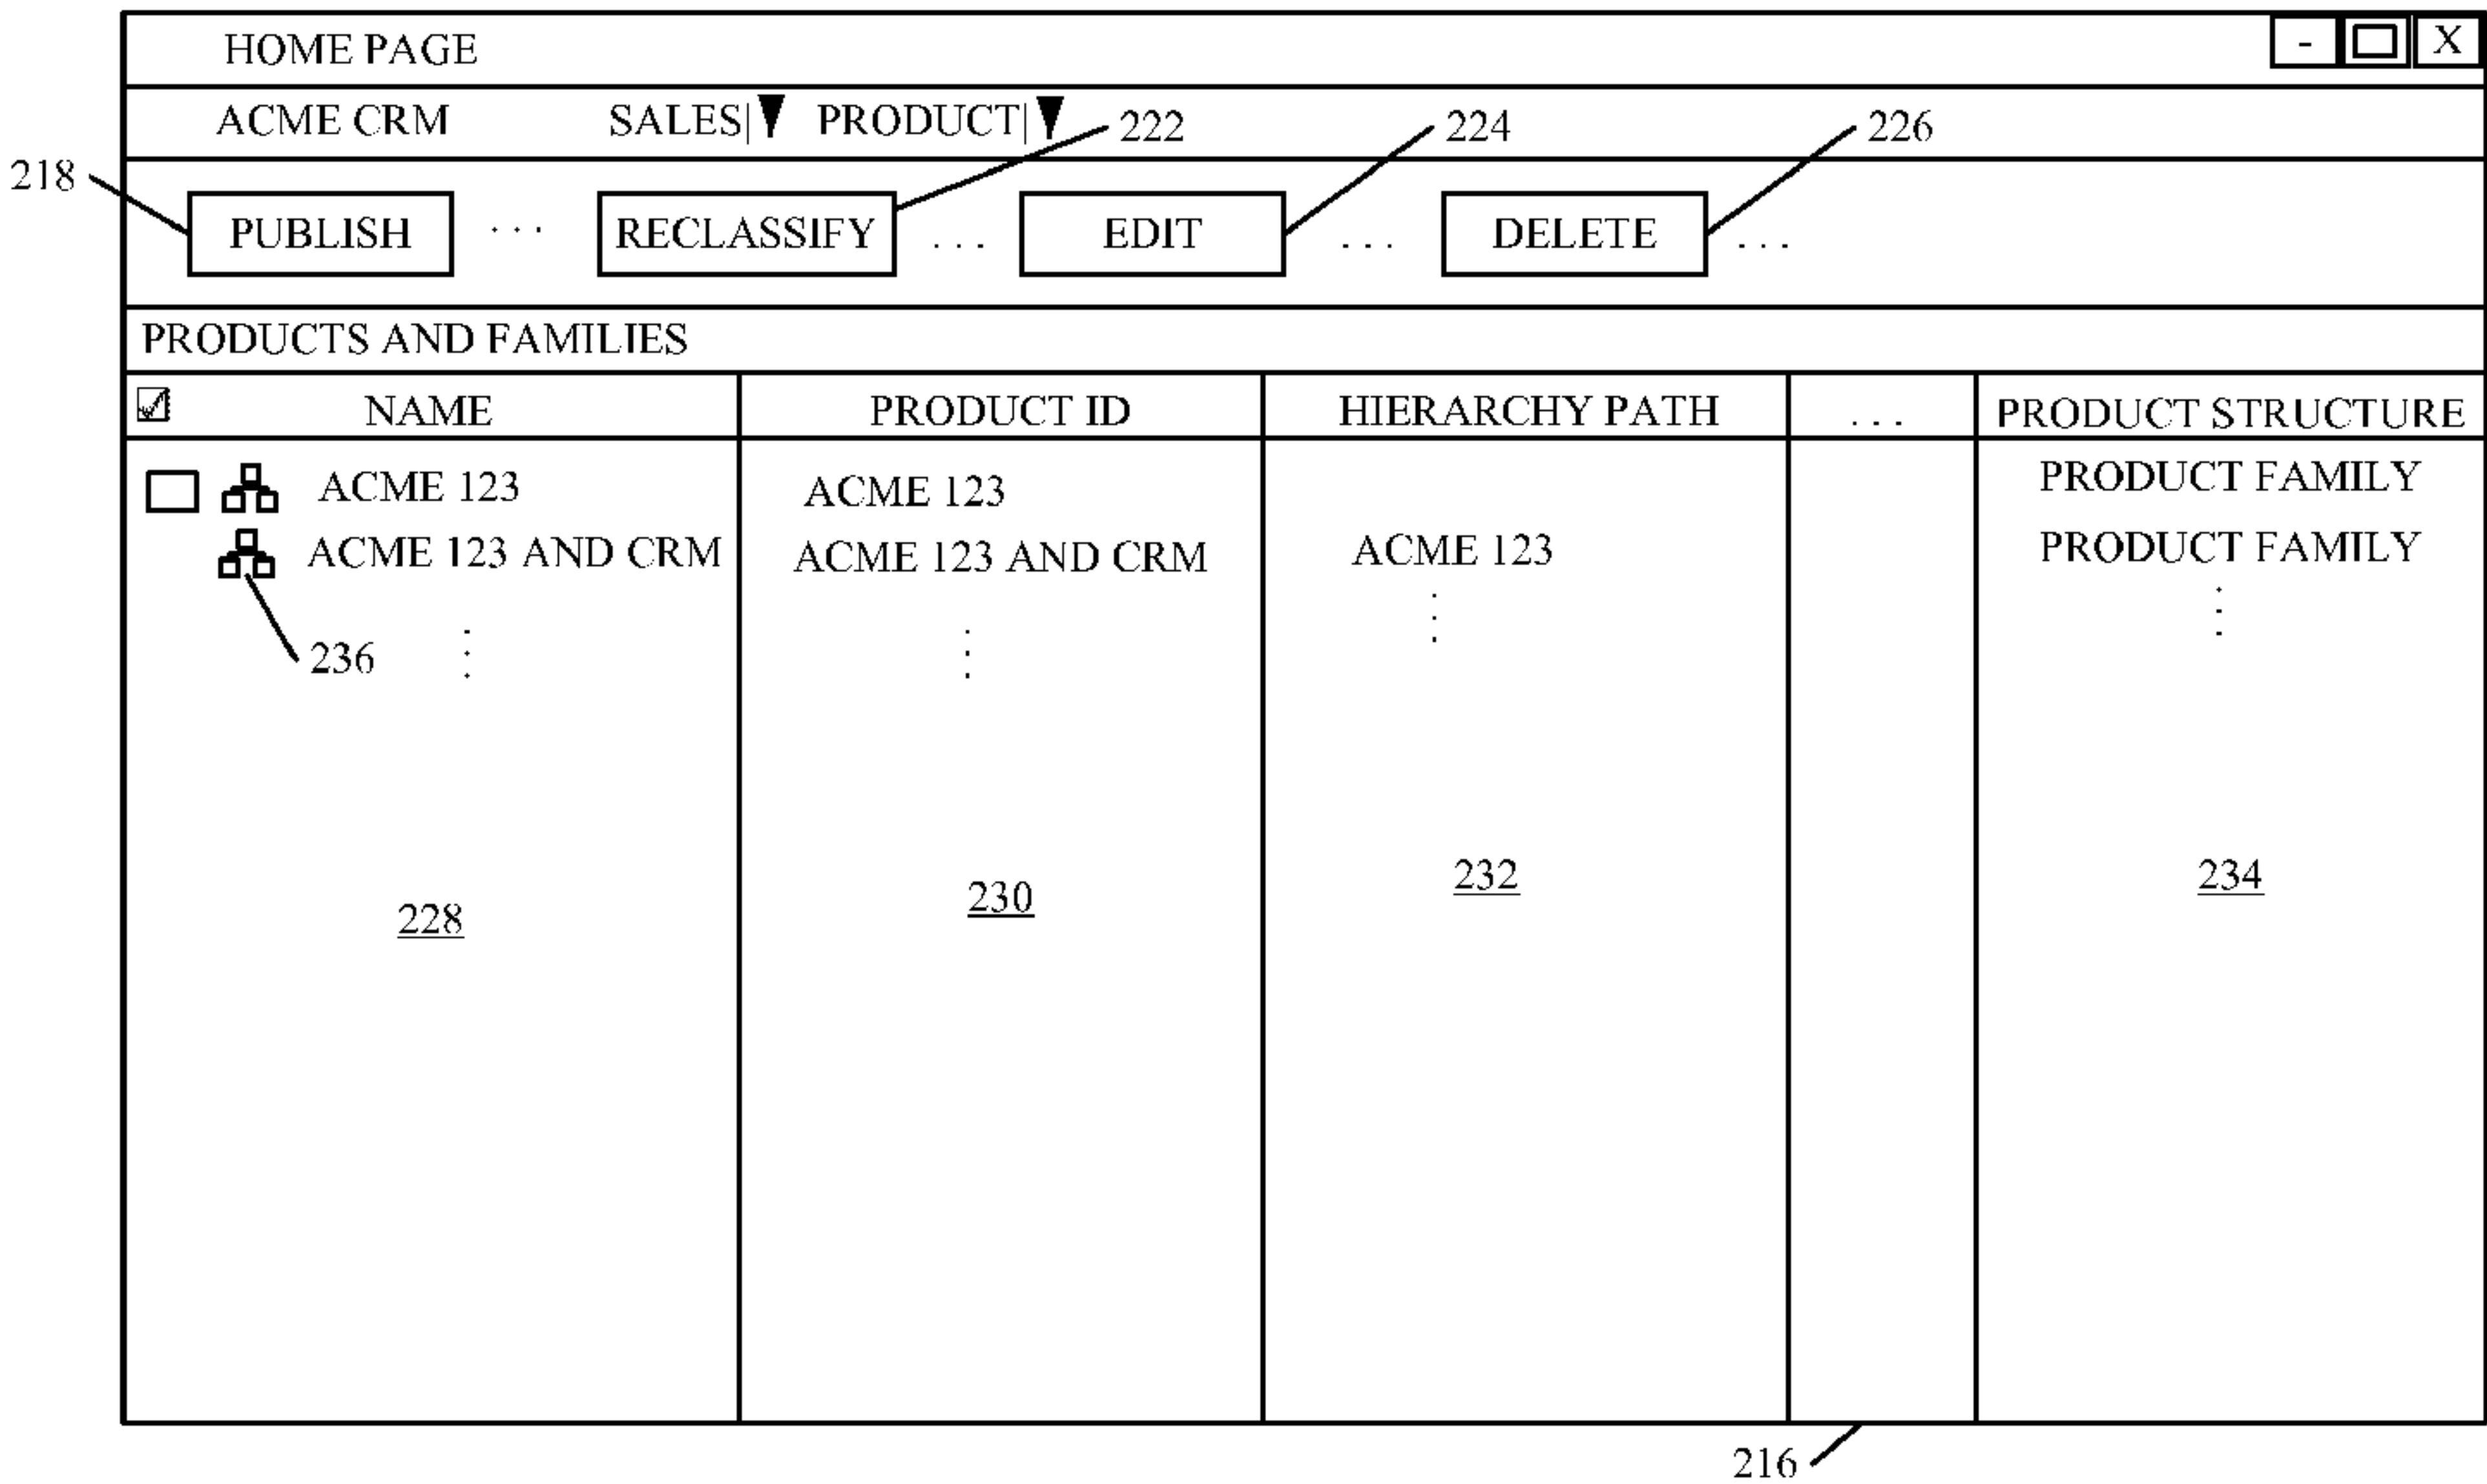 HOME PAGE - X
ACME CRM SALES| PRODUCT| 222 224 226
218
PUBLISH ... RECLASSIFY ... EDIT ... DELETE ...
PRODUCTS AND FAMILIES
NAME PRODUCT ID HIERARCHY PATH ... PRODUCT STRUCTURE
ACME 123 ACME 123 PRODUCT FAMILY
ACME 123 AND CRM ACME 123 AND CRM ACME 123 PRODUCT FAMILY
236
228 230 232 234
216